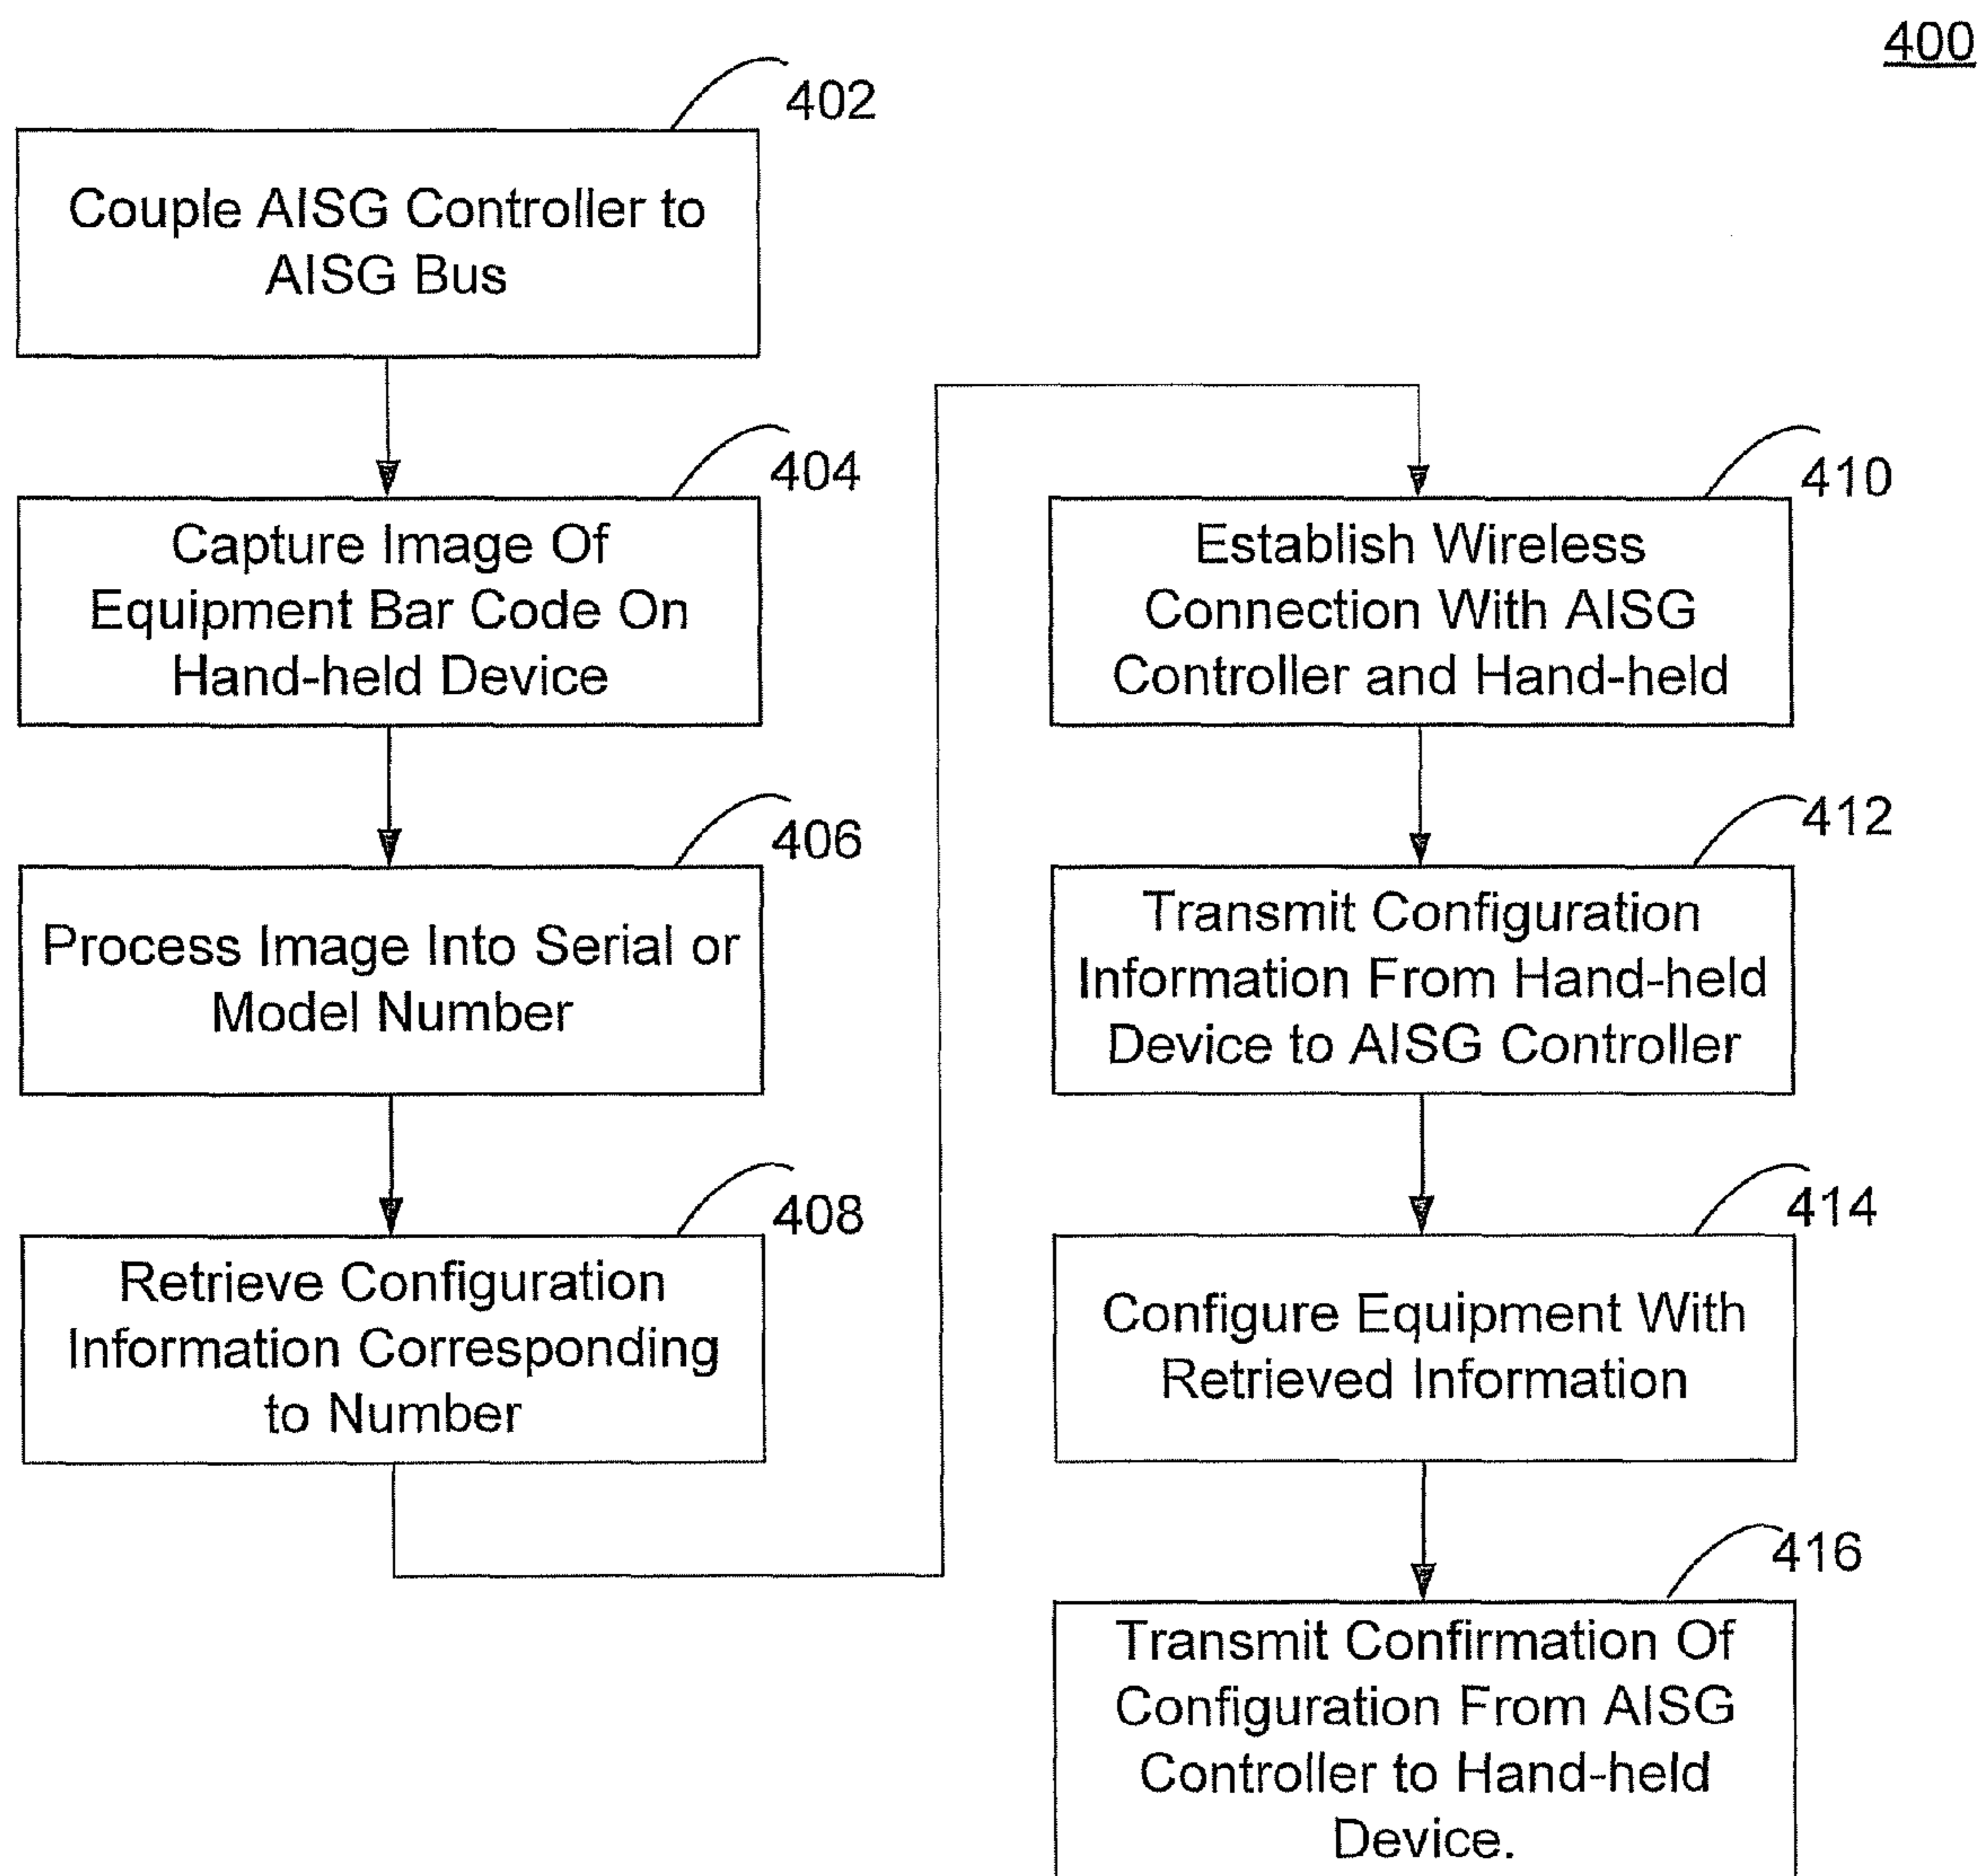 400
402
Couple AISG Controller to
AISG Bus
404
Capture Image Of
Equipment Bar Code On
Hand-held Device
406
Process Image Into Serial or
Model Number
408
Retrieve Configuration
Information Corresponding
to Number
410
Establish Wireless
Connection With AISG
Controller and Hand-held
412
Transmit Configuration
Information From Hand-held
Device to AISG Controller
414
Configure Equipment With
Retrieved Information
416
Transmit Confirmation Of
Configuration From AISG
Controller to Hand-held
Device.